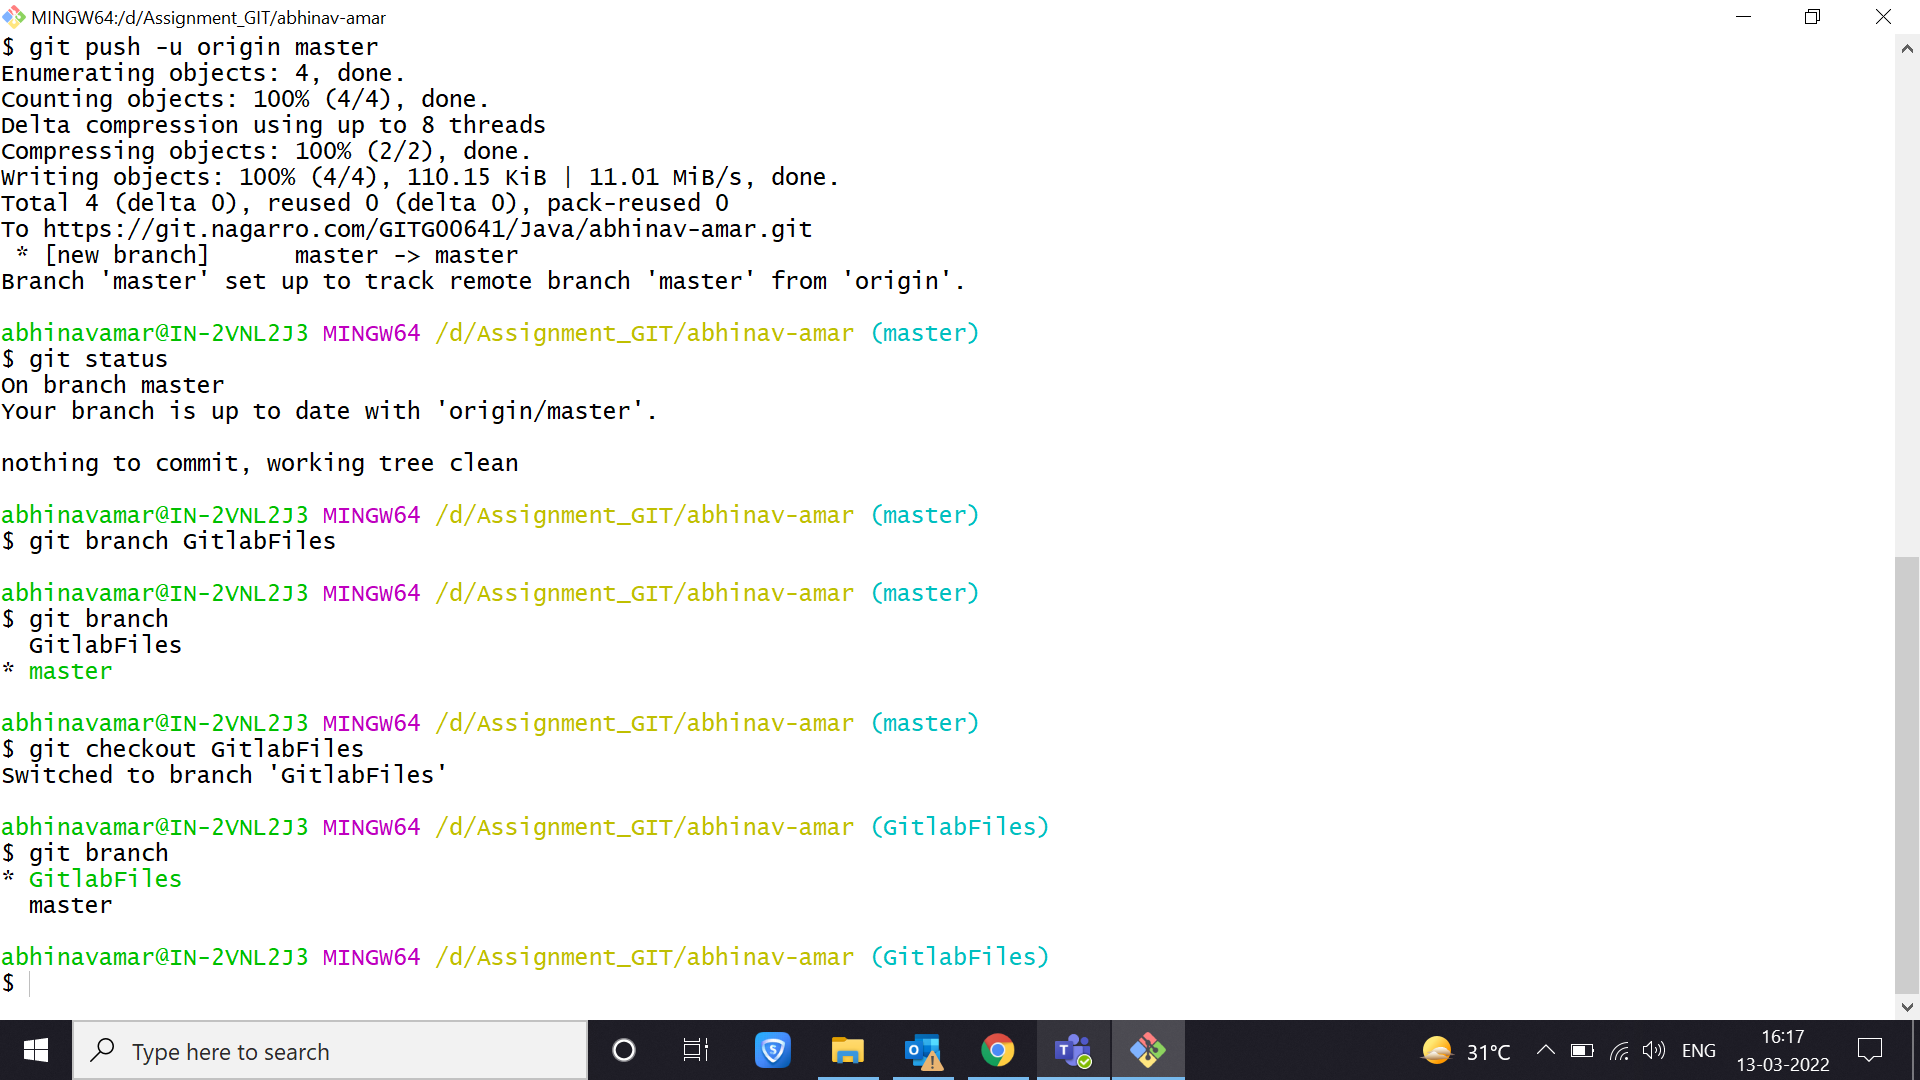 MINGW64:/d/Assignment_GIT/abhinav-amar
$ git push -u origin master
Enumerating objects: 4, done.
Counting objects: 100% (4/4), done.
Delta compression using up to 8 threads
Compressing objects: 100% (2/2), done.
Writing objects: 100% (4/4), 110.15 KiB | 11.01 MiB/s, done.
Total 4 (delta 0), reused 0 (delta 0), pack-reused 0
To https://git.nagarro.com/GITG00641/Java/abhinav-amar.git
 * [new branch]      master -> master
Branch 'master' set up to track remote branch 'master' from 'origin'.
abhinavamar@IN-2VNL2J3 MINGW64 /d/Assignment_GIT/abhinav-amar (master)
$ git status
On branch master
Your branch is up to date with 'origin/master'.
nothing to commit, working tree clean
abhinavamar@IN-2VNL2J3 MINGW64 /d/Assignment_GIT/abhinav-amar (master)
$ git branch GitlabFiles
abhinavamar@IN-2VNL2J3 MINGW64 /d/Assignment_GIT/abhinav-amar (master)
$ git branch
  GitlabFiles
* master
abhinavamar@IN-2VNL2J3 MINGW64 /d/Assignment_GIT/abhinav-amar (master)
$ git checkout GitlabFiles
Switched to branch 'GitlabFiles'
abhinavamar@IN-2VNL2J3 MINGW64 /d/Assignment_GIT/abhinav-amar (GitlabFiles)
$ git branch
* GitlabFiles
  master
abhinavamar@IN-2VNL2J3 MINGW64 /d/Assignment_GIT/abhinav-amar (GitlabFiles)
$
Type here to search
31°C
ENG
16:17
13-03-2022